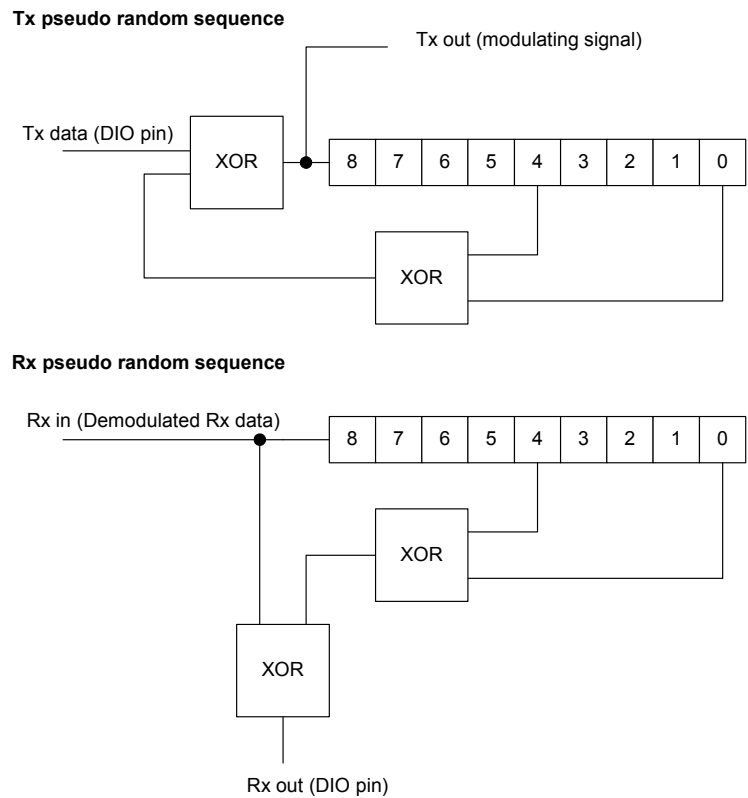 Tx pseudo random sequence
Tx out (modulating signal)
Tx data (DIO pin)
XOR
8 7 6 5 4 3 2 1 0
XOR
Rx pseudo random sequence
Rx in (Demodulated Rx data)
8 7 6 5 4 3 2 1 0
XOR
XOR
Rx out (DIO pin)